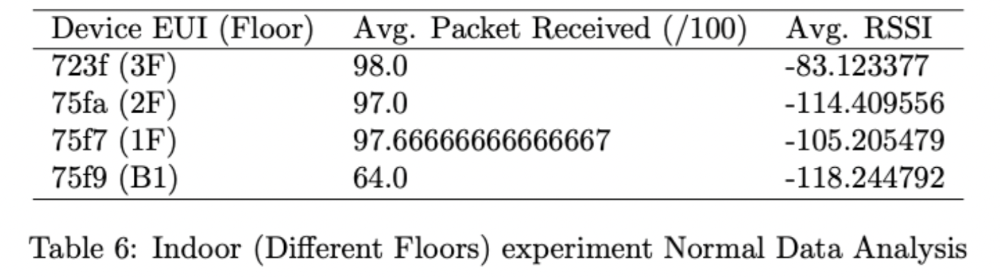 Device EUI (Floor) Avg. Packet Received (/100) Avg. RSSI
723f (3F) 98.0 -83.123377
75fa (2F) 97.0 -114.409556
75f7 (1F) 97.66666666666667 -105.205479
75f9 (B1) 64.0 -118.244792
Table 6: Indoor (Different Floors) experiment Normal Data Analysis